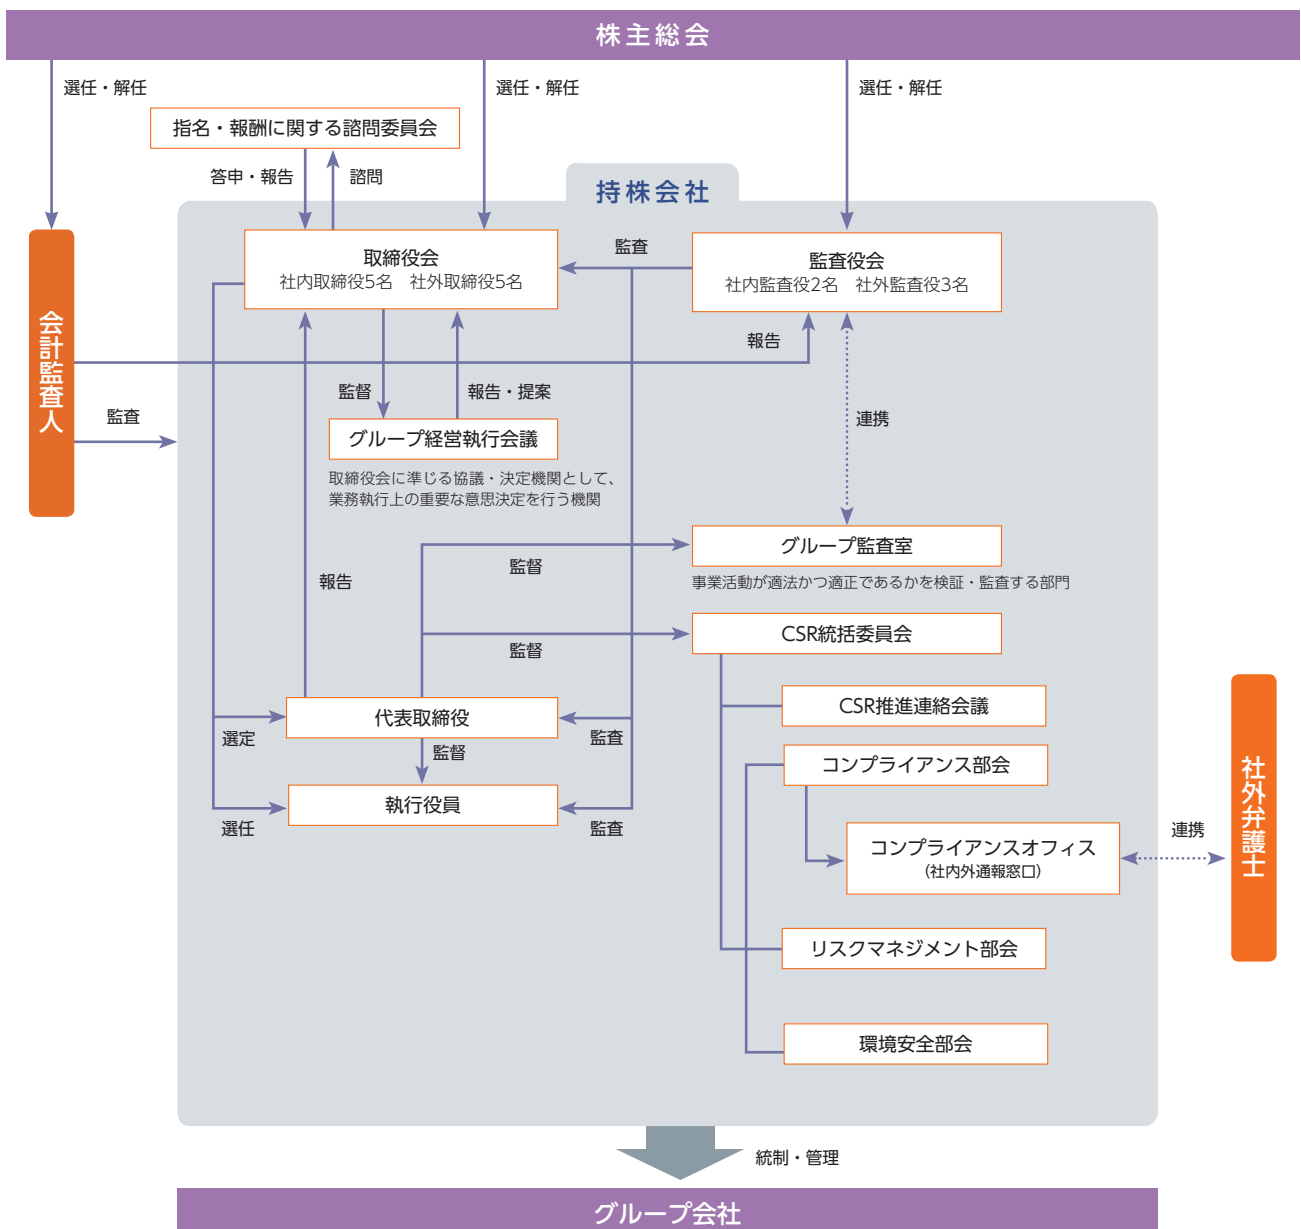 株主総会
選任・解任
選任・解任
選任・解任
指名・報酬に関する諮問委員会
答申・報告
諮問
持株会社
取締役会
社内取締役5名　社外取締役5名
監査
監査役会
社内監査役2名　社外監査役3名
会計監査人
報告
監督
報告・提案
監査
連携
グループ経営執行会議
取締役会に準じる協議・決定機関として、
業務執行上の重要な意思決定を行う機関
グループ監査室
監督
事業活動が適法かつ適正であるかを検証・監査する部門
報告
CSR統括委員会
監督
CSR推進連絡会議
代表取締役
選定
監査
監督
コンプライアンス部会
執行役員
選任
監査
コンプライアンスオフィス
(社内外通報窓口)
連携
社外弁護士
リスクマネジメント部会
環境安全部会
統制・管理
グループ会社